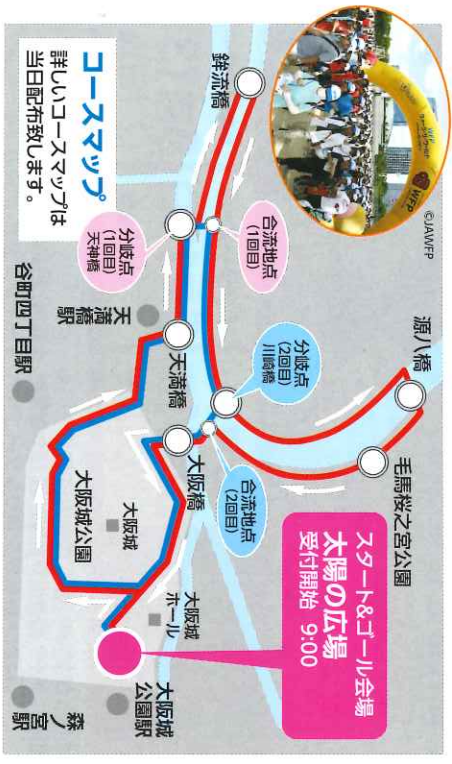 コースマップ
詳しいコースマップは
当日配布致します。
©JAWFP
WFP
鉾流橋
合流地点
(1回目)
分岐点
(1回目)
天神橋
天満橋駅
谷町四丁目駅
天満橋
分岐点
(2回目)
川崎橋
源八橋
毛馬桜之宮公園
合流地点
(2回目)
大阪橋
大阪城
大阪城公園
大阪城
ホール
スタート&ゴール会場
太陽の広場
受付開始 9:00
大阪城
公園駅
森ノ宮駅